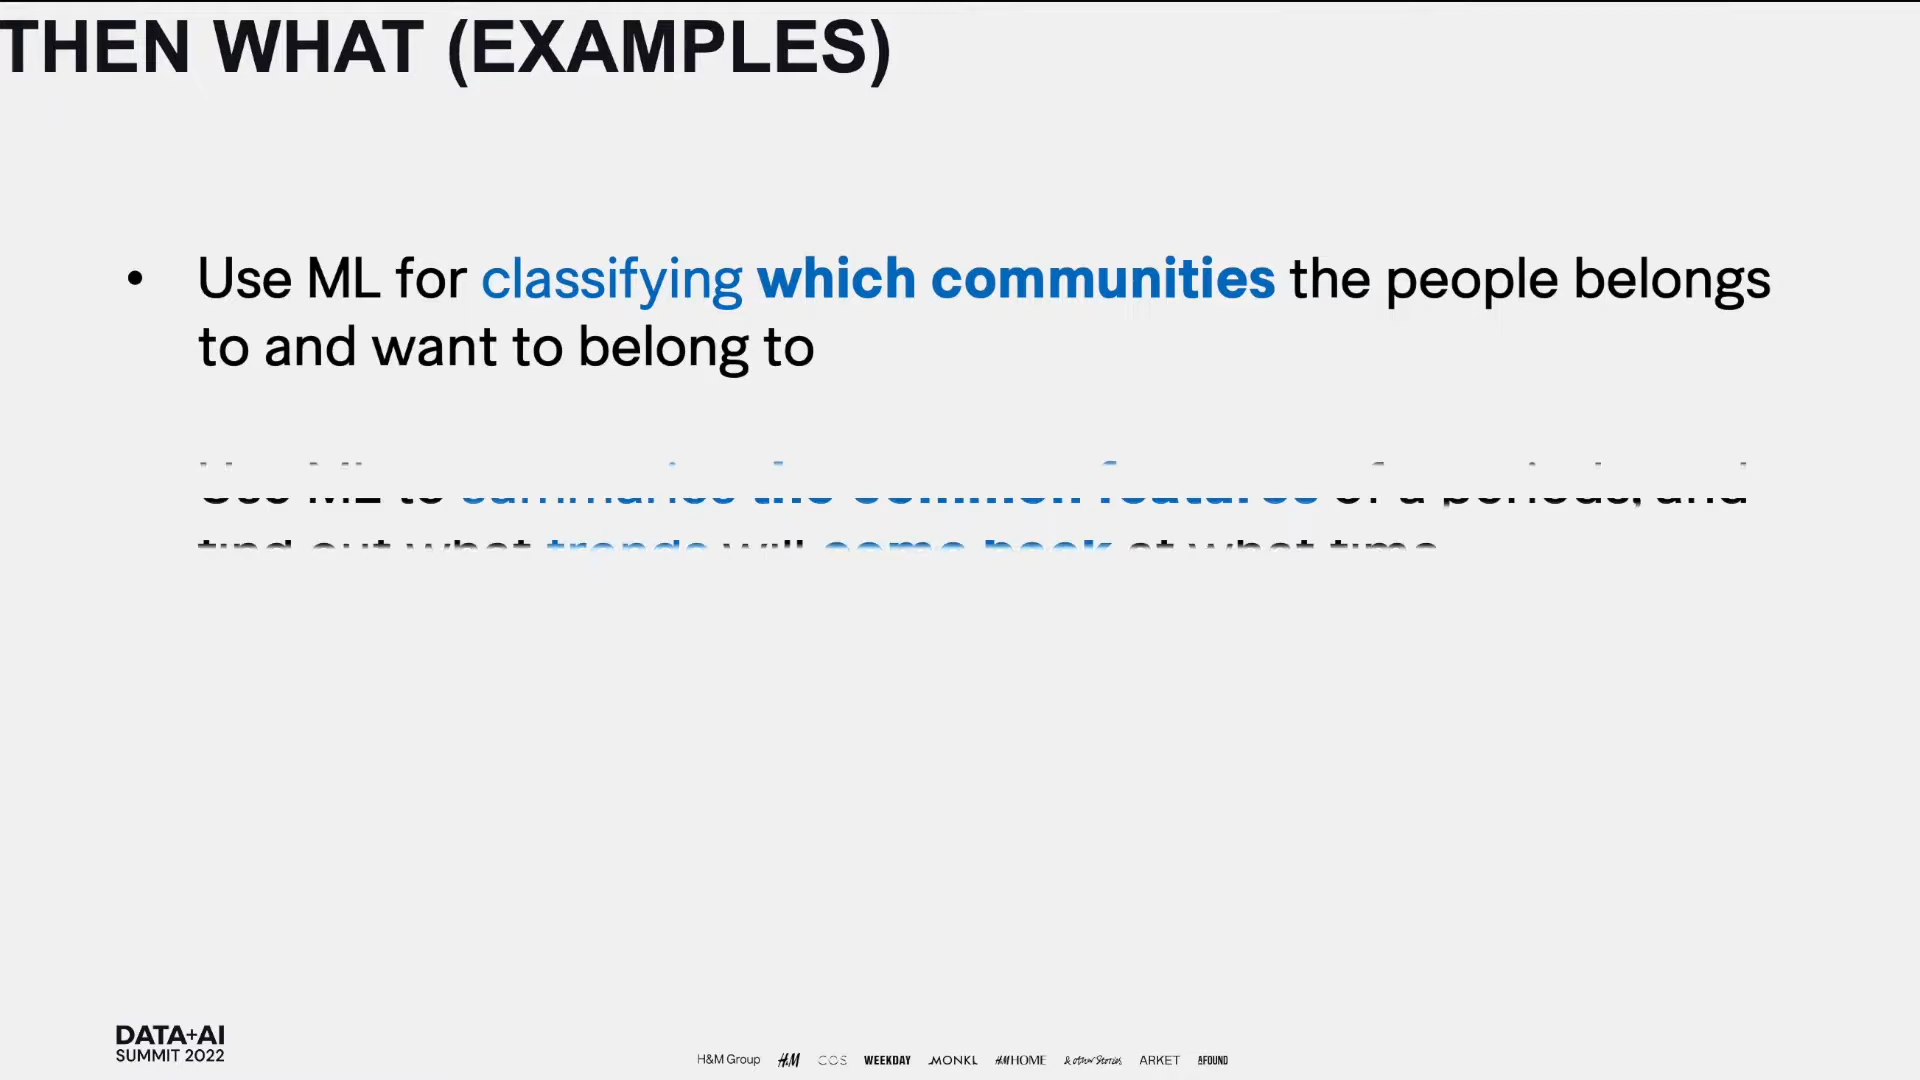 THEN WHAT (EXAMPLES)
• Use ML for classifying which communities the people belongs
to and want to belong to
Use ML to summarise the common features of a periods, and
find out what trends will come back at what time
DATA+AI
SUMMIT 2022
H&M Group H&M COS WEEKDAY MONKI H&M HOME & other Stories ARKET AFOUND